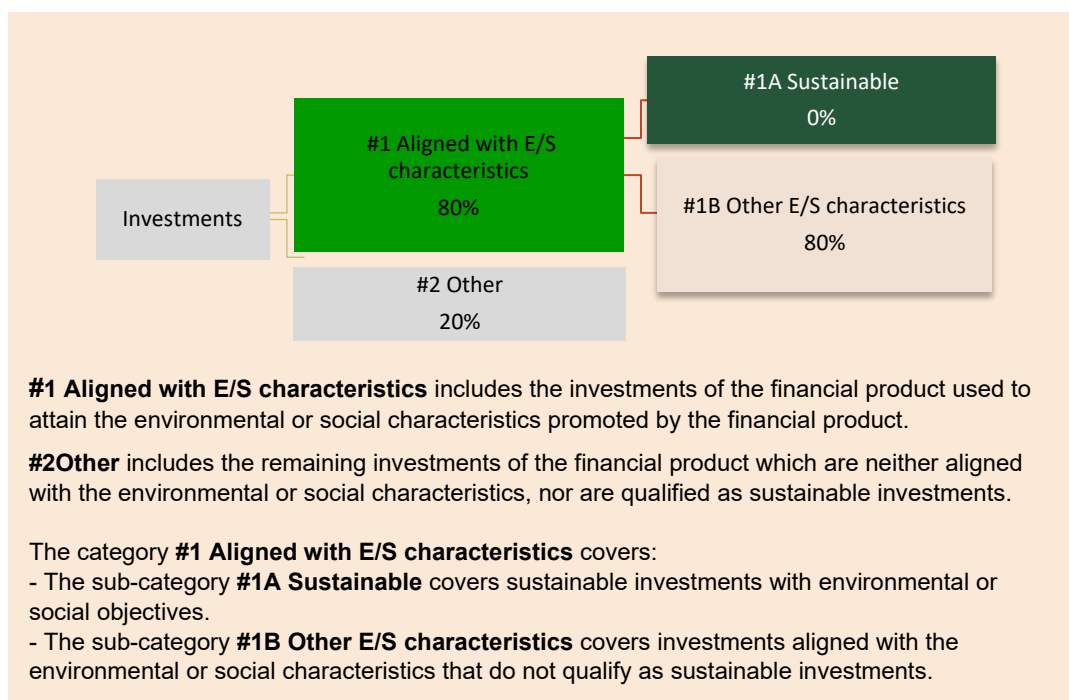 #1A Sustainable
0%
#1 Aligned with E/S
characteristics
80%
Investments
#1B Other E/S characteristics
80%
#2 Other
20%
#1 Aligned with E/S characteristics includes the investments of the financial product used to
attain the environmental or social characteristics promoted by the financial product.
#2Other includes the remaining investments of the financial product which are neither aligned
with the environmental or social characteristics, nor are qualified as sustainable investments.
The category #1 Aligned with E/S characteristics covers:
- The sub-category #1A Sustainable covers sustainable investments with environmental or
social objectives.
- The sub-category #1B Other E/S characteristics covers investments aligned with the
environmental or social characteristics that do not qualify as sustainable investments.